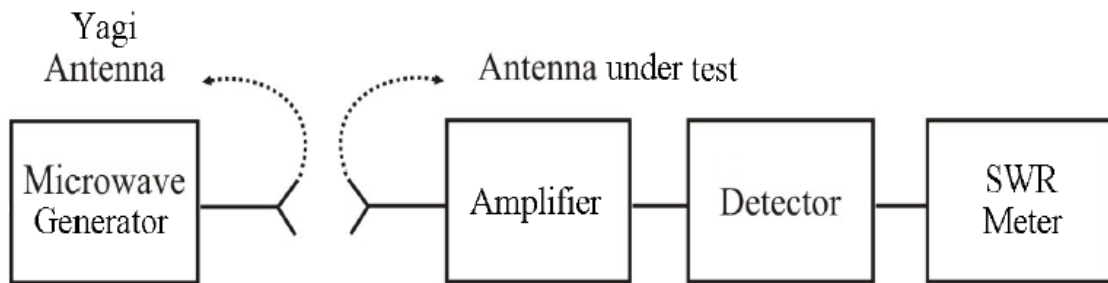 Yagi
Antenna
Antenna under test
Microwave
Generator
Amplifier
Detector
SWR
Meter